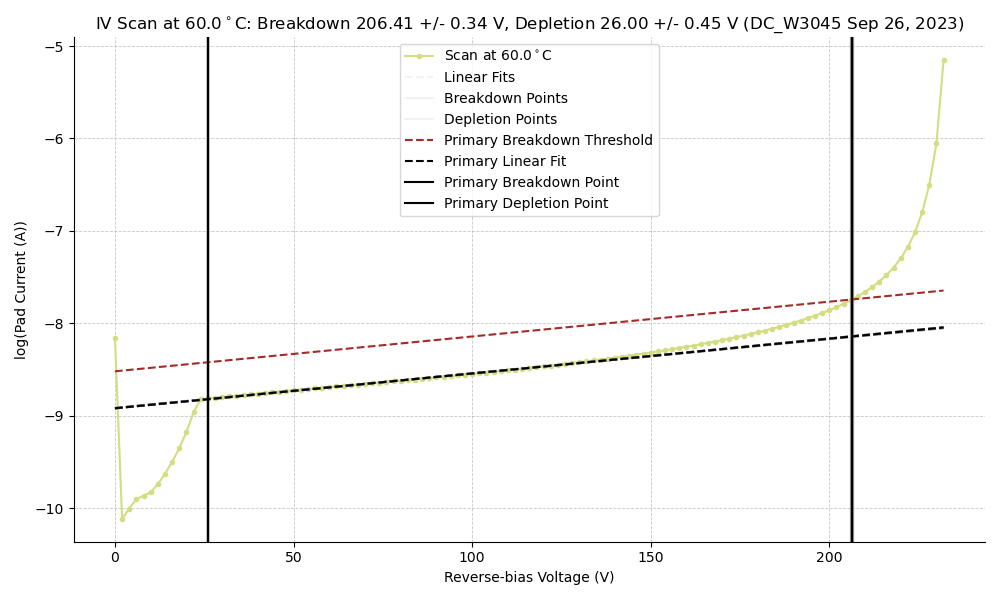 IV Scan at 60.0°C: Breakdown 206.41 +/- 0.34 V, Depletion 26.00 +/- 0.45 V (DC_W3045 Sep 26, 2023)
Scan at 60.0°C
Linear Fits
Breakdown Points
Depletion Points
Primary Breakdown Threshold
Primary Linear Fit
Primary Breakdown Point
Primary Depletion Point
log(Pad Current (A))
−5
−6
−7
−8
−9
−10
0
50
100
150
200
Reverse-bias Voltage (V)